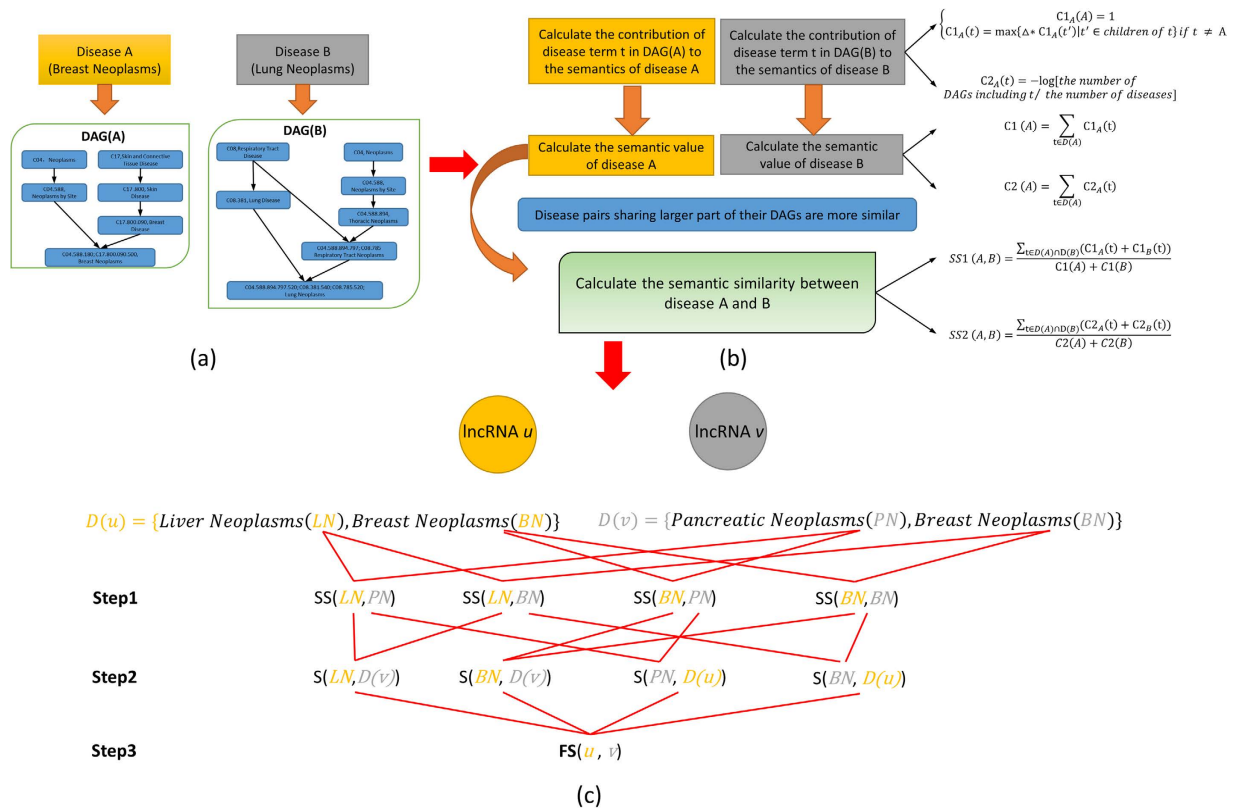 Disease A
(Breast Neoplasms)
DAG(A)
C04, Neoplasms
C17,Skin and Connective
Tissue Disease
C04.588,
Neoplasms by Site
C17.800, Skin
Disease
C17.800.090, Breast
Disease
C04.588.180; C17.800.090.500;
Breast Neoplasms
Disease B
(Lung Neoplasms)
DAG(B)
C08,Respiratory Tract
Disease
C04, Neoplasms
C04.588,
Neoplasms by Site
C08.381, Lung Disease
C04.588.894,
Thoracic Neoplasms
C04.588.894.797; C08.785
Respiratory Tract Neoplasms
C04.588.894.797.520; C08.381.540; C08.785.520;
Lung Neoplasms
(a)
Calculate the contribution of
disease term t in DAG(A) to
the semantics of disease A
Calculate the contribution of
disease term t in DAG(B) to
the semantics of disease B
Calculate the semantic value
of disease A
Calculate the semantic
value of disease B
Disease pairs sharing larger part of their DAGs are more similar
Calculate the semantic similarity between
disease A and B
{ C1_A(A) = 1
C1_A(t) = max{∆* C1_A(t')|t' ∈ children of t} if t ≠ A
C2_A(t) = −log[the number of
DAGs including t/ the number of diseases]
C1 (A) = ∑_{t∈D(A)} C1_A(t)
C2 (A) = ∑_{t∈D(A)} C2_A(t)
SS1 (A, B) = ∑_{t∈D(A)∩D(B)}(C1_A(t) + C1_B(t)) / C1(A) + C1(B)
SS2 (A, B) = ∑_{t∈D(A)∩D(B)}(C2_A(t) + C2_B(t)) / C2(A) + C2(B)
(b)
lncRNA u
lncRNA v
D(u) = {Liver Neoplasms(LN), Breast Neoplasms(BN)}
D(v) = {Pancreatic Neoplasms(PN), Breast Neoplasms(BN)}
Step1
SS(LN,PN)
SS(LN,BN)
SS(BN,PN)
SS(BN,BN)
Step2
S(LN,D(v))
S(BN, D(v))
S(PN, D(u))
S(BN, D(u))
Step3
FS(u , v)
(c)